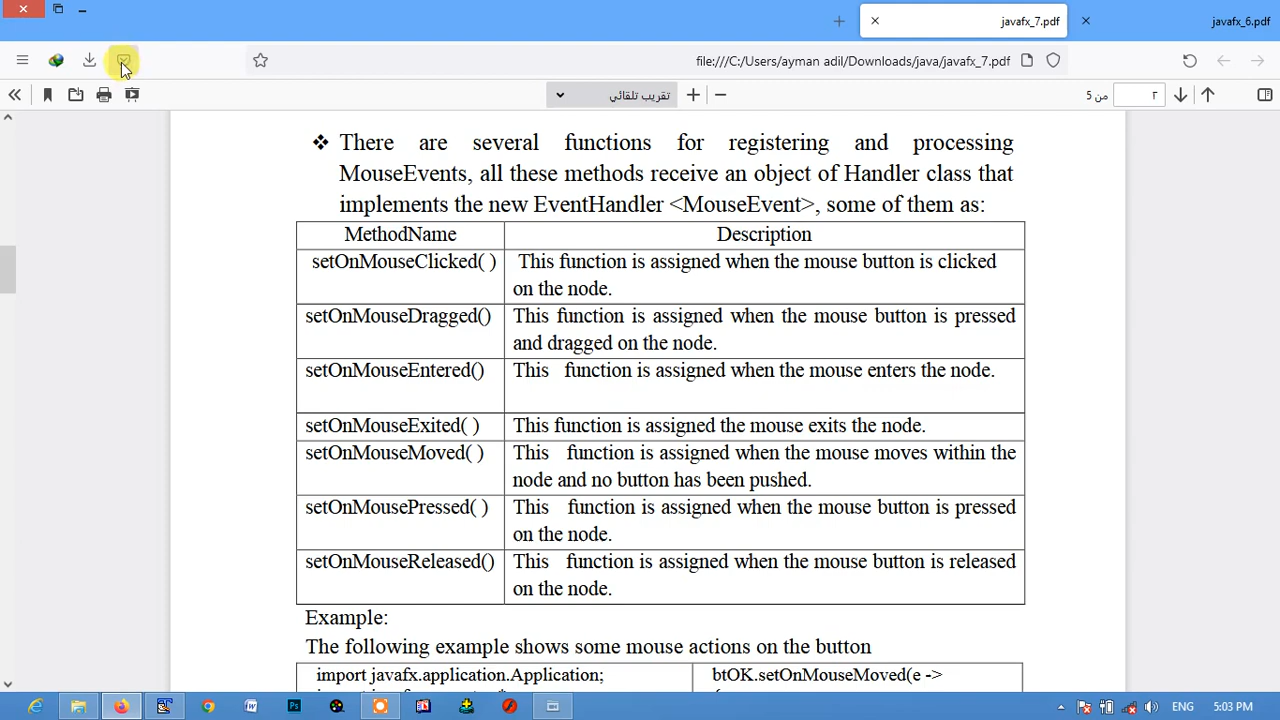 javafx_7.pdf
javafx_6.pdf
file:///C:/Users/ayman adil/Downloads/java/javafx_7.pdf
تقريب تلقائي
من 5
٢
❖ There are several functions for registering and processing
MouseEvents, all these methods receive an object of Handler class that
implements the new EventHandler <MouseEvent>, some of them as:
MethodName Description
setOnMouseClicked( ) This function is assigned when the mouse button is clicked
on the node.
setOnMouseDragged() This function is assigned when the mouse button is pressed
and dragged on the node.
setOnMouseEntered() This function is assigned when the mouse enters the node.
setOnMouseExited( ) This function is assigned the mouse exits the node.
setOnMouseMoved( ) This function is assigned when the mouse moves within the
node and no button has been pushed.
setOnMousePressed( ) This function is assigned when the mouse button is pressed
on the node.
setOnMouseReleased() This function is assigned when the mouse button is released
on the node.
Example:
The following example shows some mouse actions on the button
import javafx.application.Application; btOK.setOnMouseMoved(e ->
ENG 5:03 PM